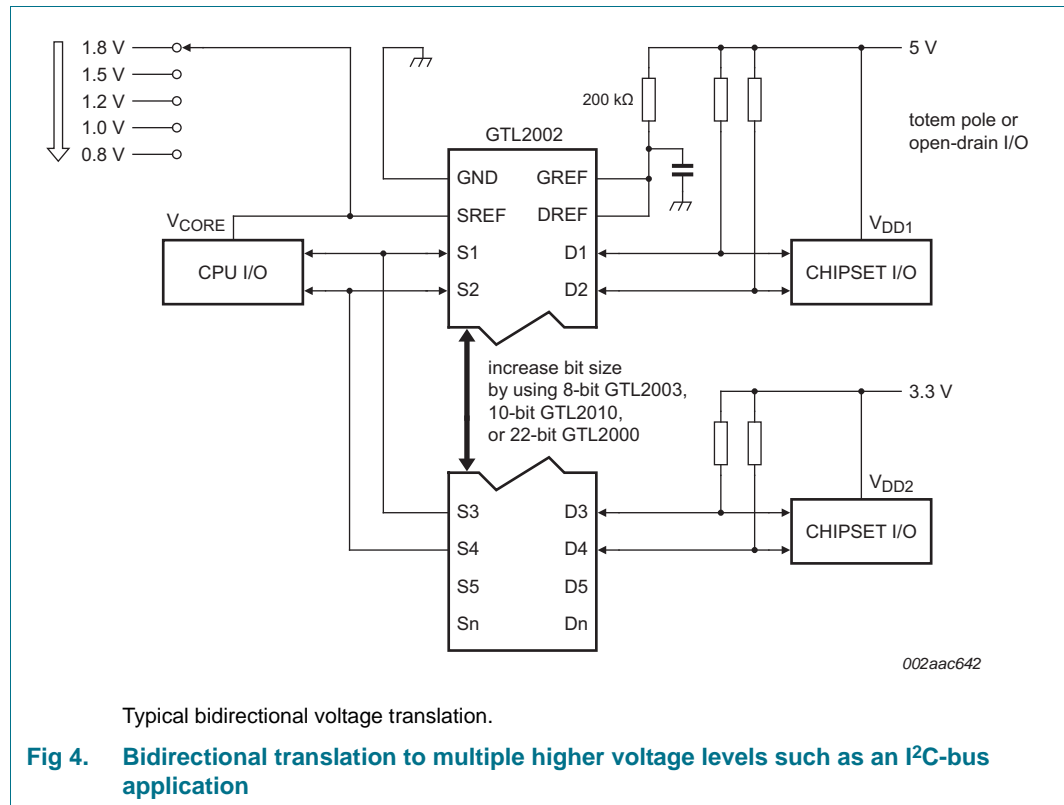 1.8 V
1.5 V
1.2 V
1.0 V
0.8 V
5 V
200 kΩ
totem pole or
open-drain I/O
GTL2002
GND GREF
SREF DREF
VCORE
VDD1
S1 D1
CPU I/O
CHIPSET I/O
S2 D2
increase bit size
by using 8-bit GTL2003,
10-bit GTL2010,
or 22-bit GTL2000
3.3 V
VDD2
S3 D3
CHIPSET I/O
S4 D4
S5 D5
Sn Dn
002aac642
Typical bidirectional voltage translation.
Fig 4. Bidirectional translation to multiple higher voltage levels such as an I²C-bus
application